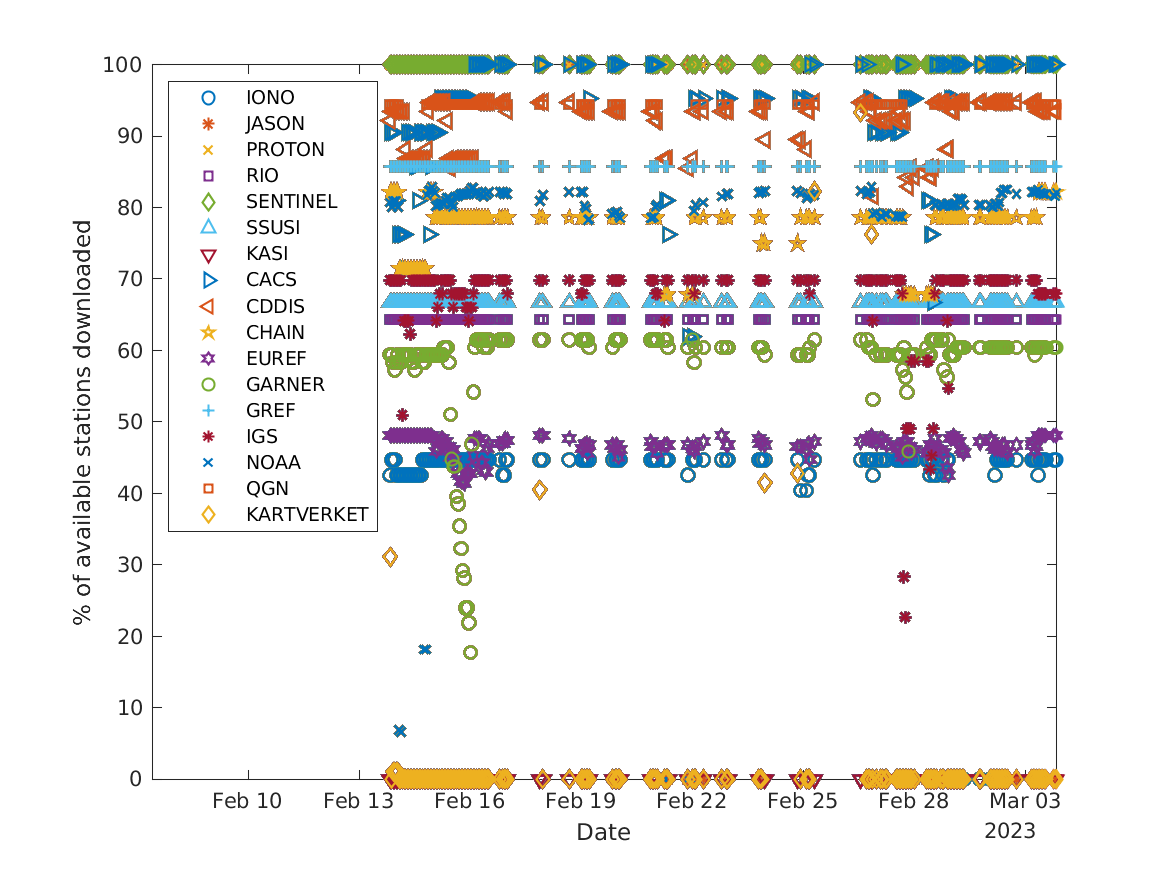 100
90
80
70
60
50
40
30
20
10
0
% of available stations downloaded
IONO
JASON
PROTON
RIO
SENTINEL
SSUSI
KASI
CACS
CDDIS
CHAIN
EUREF
GARNER
GREF
IGS
NOAA
QGN
KARTVERKET
Feb 10 Feb 13 Feb 16 Feb 19 Feb 22 Feb 25 Feb 28 Mar 03
Date
2023